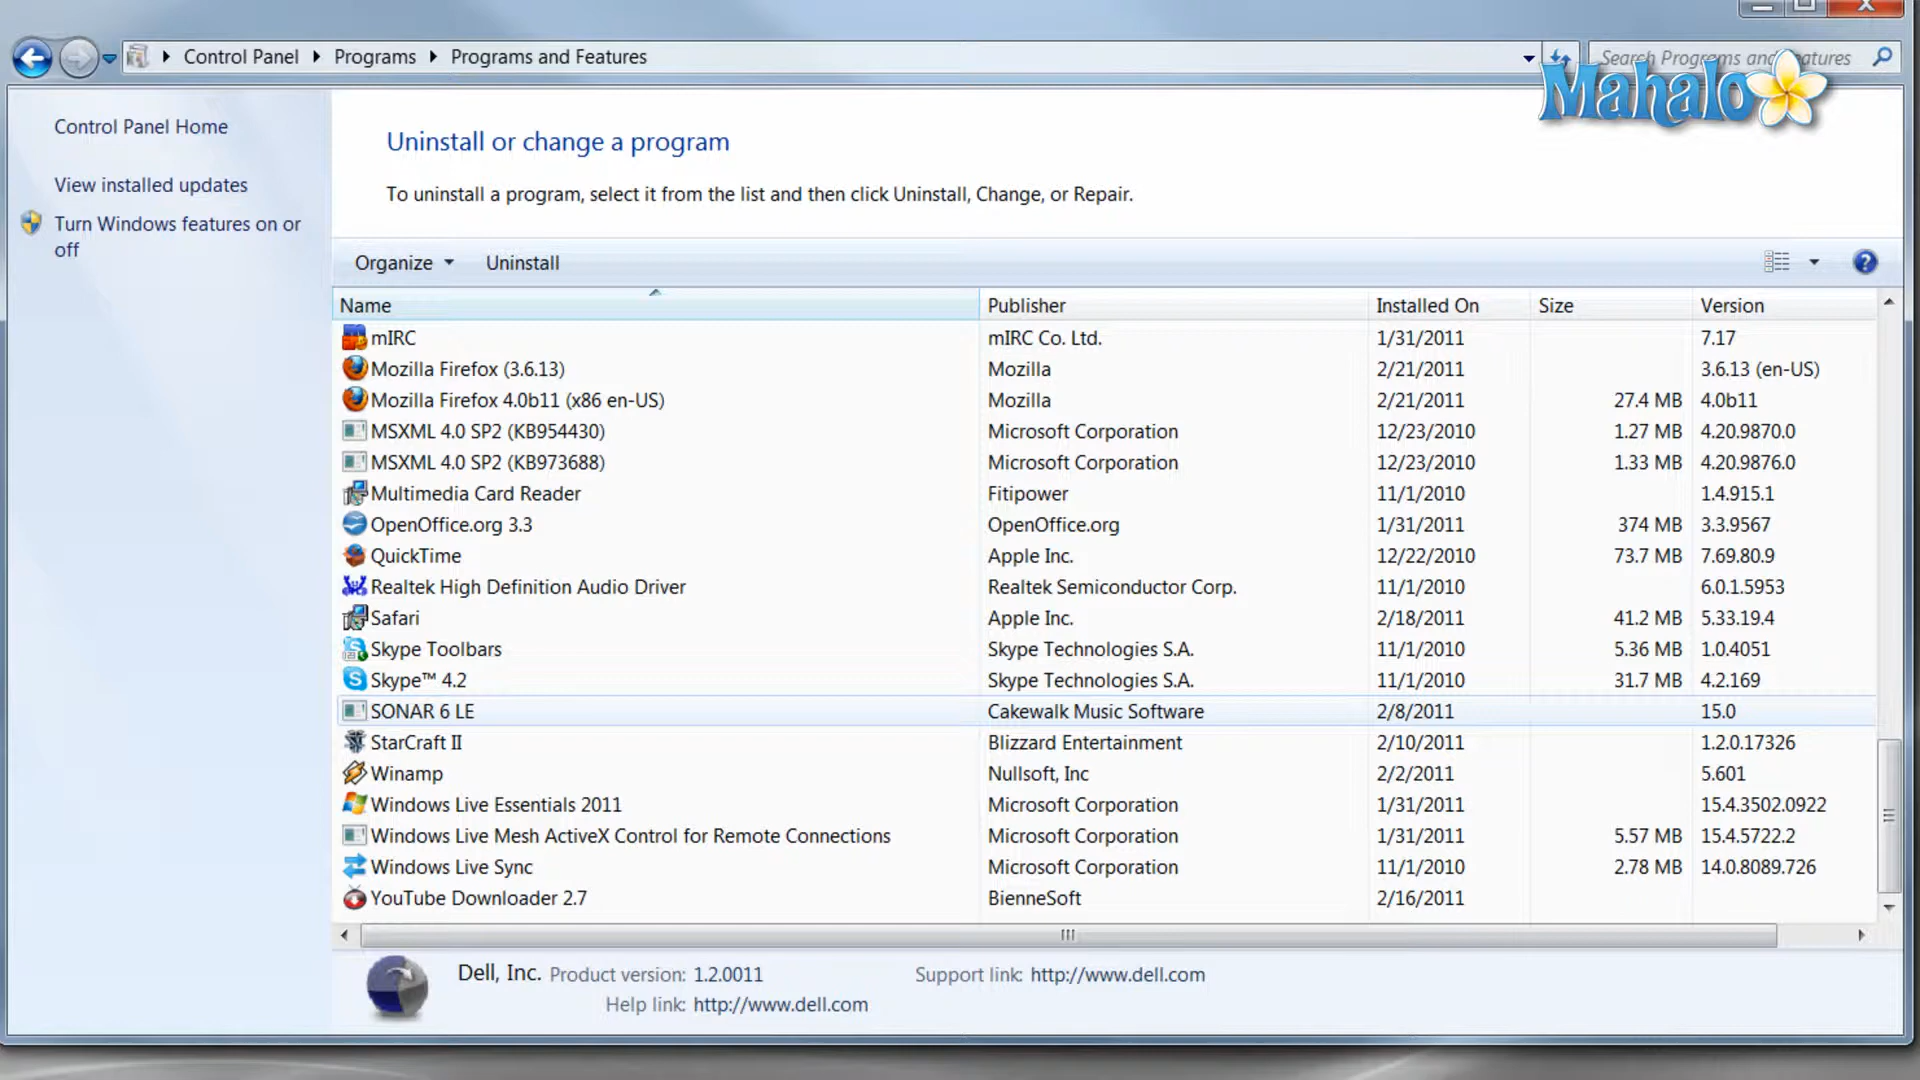 Control Panel Programs Programs and Features
Search Programs and Features
Mahalo
Control Panel Home
View installed updates
Turn Windows features on or
off
Uninstall or change a program
To uninstall a program, select it from the list and then click Uninstall, Change, or Repair.
Organize Uninstall
Name Publisher Installed On Size Version
mIRC mIRC Co. Ltd. 1/31/2011 7.17
Mozilla Firefox (3.6.13) Mozilla 2/21/2011 3.6.13 (en-US)
Mozilla Firefox 4.0b11 (x86 en-US) Mozilla 2/21/2011 27.4 MB 4.0b11
MSXML 4.0 SP2 (KB954430) Microsoft Corporation 12/23/2010 1.27 MB 4.20.9870.0
MSXML 4.0 SP2 (KB973688) Microsoft Corporation 12/23/2010 1.33 MB 4.20.9876.0
Multimedia Card Reader Fitipower 11/1/2010 1.4.915.1
OpenOffice.org 3.3 OpenOffice.org 1/31/2011 374 MB 3.3.9567
QuickTime Apple Inc. 12/22/2010 73.7 MB 7.69.80.9
Realtek High Definition Audio Driver Realtek Semiconductor Corp. 11/1/2010 6.0.1.5953
Safari Apple Inc. 2/18/2011 41.2 MB 5.33.19.4
Skype Toolbars Skype Technologies S.A. 11/1/2010 5.36 MB 1.0.4051
Skype™ 4.2 Skype Technologies S.A. 11/1/2010 31.7 MB 4.2.169
SONAR 6 LE Cakewalk Music Software 2/8/2011 15.0
StarCraft II Blizzard Entertainment 2/10/2011 1.2.0.17326
Winamp Nullsoft, Inc 2/2/2011 5.601
Windows Live Essentials 2011 Microsoft Corporation 1/31/2011 15.4.3502.0922
Windows Live Mesh ActiveX Control for Remote Connections Microsoft Corporation 1/31/2011 5.57 MB 15.4.5722.2
Windows Live Sync Microsoft Corporation 11/1/2010 2.78 MB 14.0.8089.726
YouTube Downloader 2.7 BienneSoft 2/16/2011
Dell, Inc. Product version: 1.2.0011 Support link: http://www.dell.com
Help link: http://www.dell.com